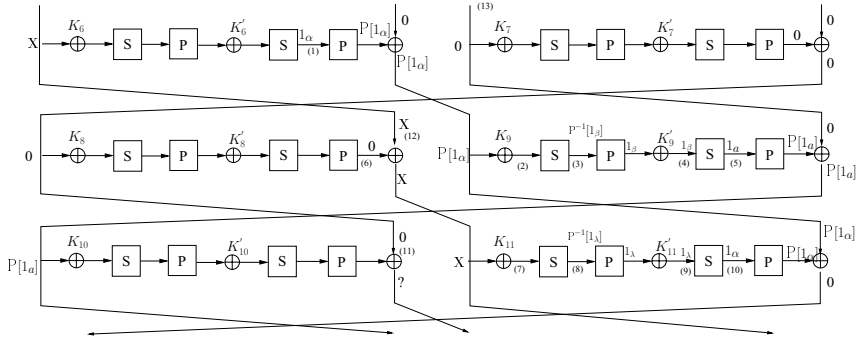 (13)
X K₆ S P K′₆ S 1α (1) P P[1α] 0 P[1α]
0 K₇ S P K′₇ S P 0 0 0
0 K₈ S P K′₈ S P 0 (6) X (12) X
P[1α] K₉ (2) S (3) P⁻¹[1β] P 1β K′₉ 1β (4) S 1a (5) P P[1a] 0 P[1a]
P[1a] K₁₀ S P K′₁₀ S P 0 (11) ?
X K₁₁ (7) S (8) P⁻¹[1λ] P 1λ K′₁₁ 1λ (9) S 1α (10) P P[1α] P[1α] 0